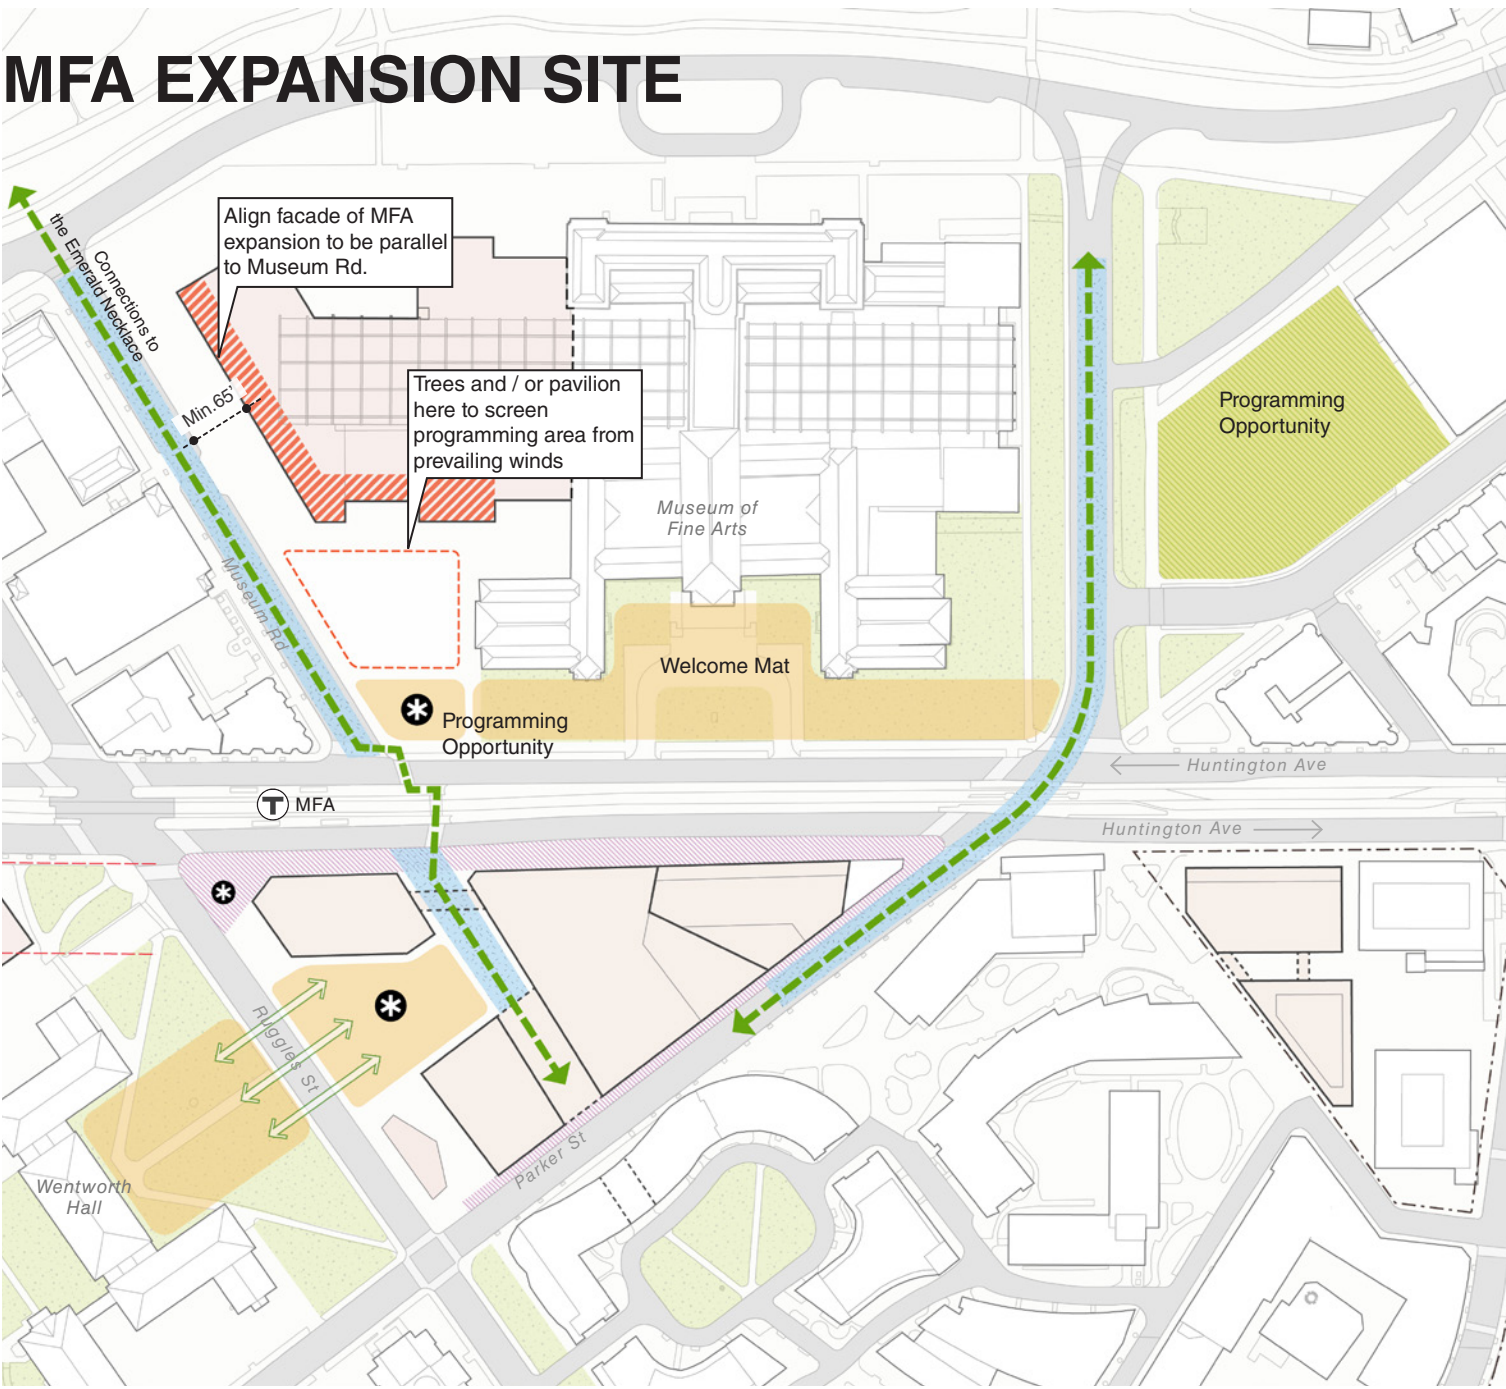 MFA EXPANSION SITE
Connections to
the Emerald Necklace
Align facade of MFA
expansion to be parallel
to Museum Rd.
Min.65'
Trees and / or pavilion
here to screen
programming area from
prevailing winds
Programming
Opportunity
Museum of
Fine Arts
Museum Rd
Welcome Mat
Programming
Opportunity
Huntington Ave
T MFA
Huntington Ave
Ruggles St
Parker St
Wentworth
Hall